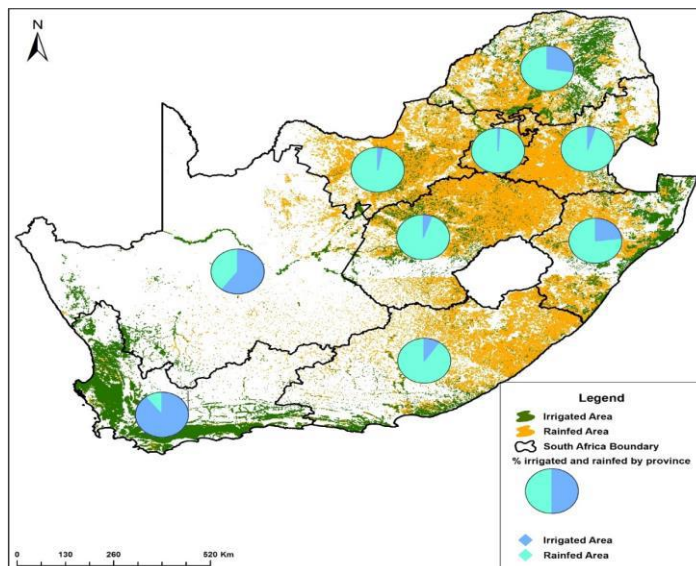 N
Legend
Irrigated Area
Rainfed Area
South Africa Boundary
% irrigated and rainfed by province
Irrigated Area
Rainfed Area
0 130 260 520 Km